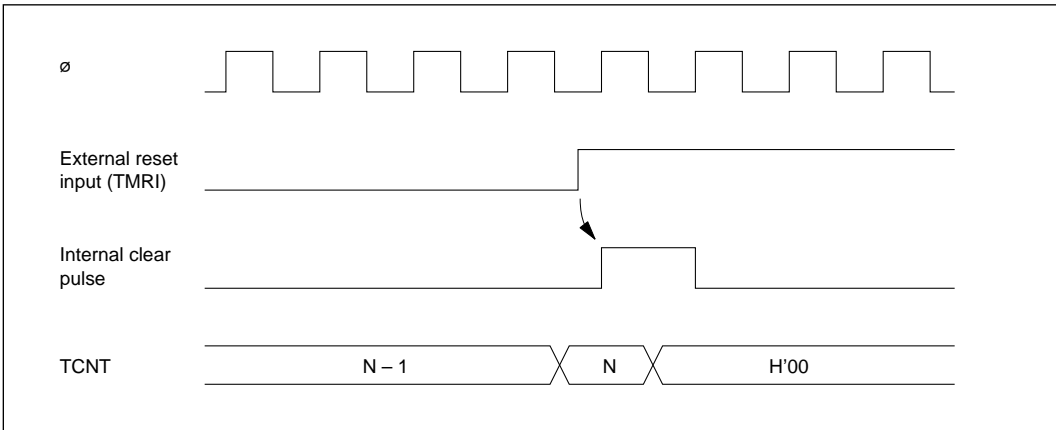 ø
External reset
input (TMRI)
Internal clear
pulse
TCNT
N – 1
N
H'00